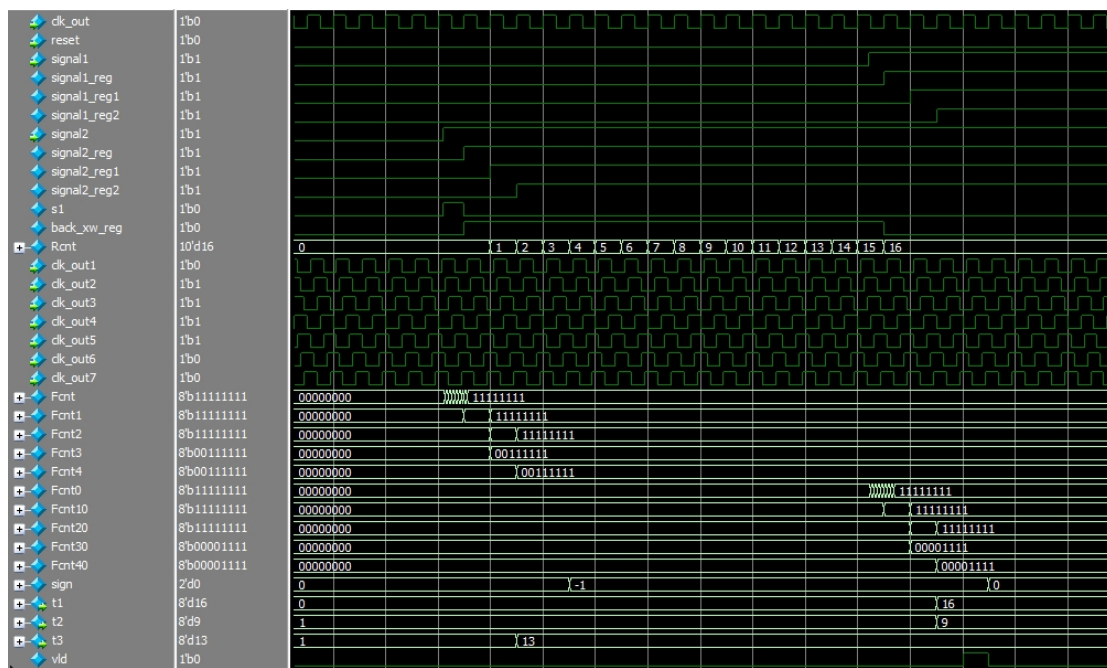 clk_out 1'b0
reset 1'b0
signal1 1'b1
signal1_reg 1'b1
signal1_reg1 1'b1
signal1_reg2 1'b1
signal2 1'b1
signal2_reg 1'b1
signal2_reg1 1'b1
signal2_reg2 1'b1
s1 1'b0
back_xw_reg 1'b0
Rcnt 10'd16 0 1 2 3 4 5 6 7 8 9 10 11 12 13 14 15 16
clk_out1 1'b0
clk_out2 1'b1
clk_out3 1'b1
clk_out4 1'b1
clk_out5 1'b1
clk_out6 1'b0
clk_out7 1'b0
Fcnt 8'b11111111 00000000 11111111
Fcnt1 8'b11111111 00000000 11111111
Fcnt2 8'b11111111 00000000 11111111
Fcnt3 8'b00111111 00000000 00111111
Fcnt4 8'b00111111 00000000 00111111
Fcnt0 8'b11111111 00000000 11111111
Fcnt10 8'b11111111 00000000 11111111
Fcnt20 8'b11111111 00000000 11111111
Fcnt30 8'b00001111 00000000 00001111
Fcnt40 8'b00001111 00000000 00001111
sign 2'd0 0 -1 0
t1 8'd16 0 16
t2 8'd9 1 9
t3 8'd13 1 13
vld 1'b0